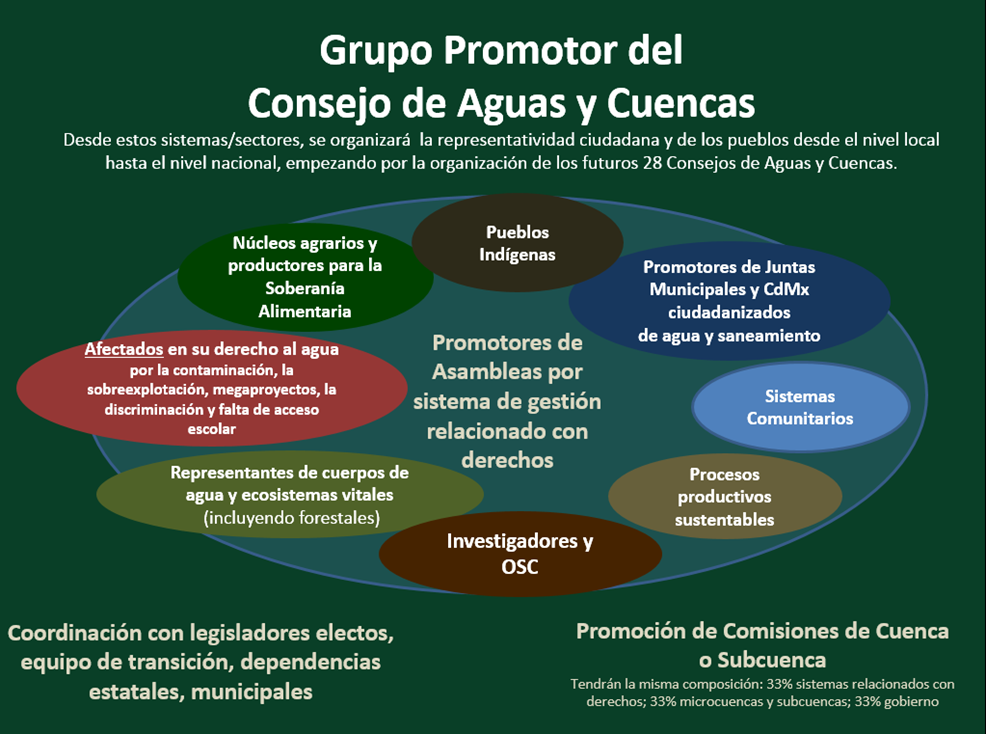 Grupo Promotor del
Consejo de Aguas y Cuencas
Desde estos sistemas/sectores, se organizará la representatividad ciudadana y de los pueblos desde el nivel local
hasta el nivel nacional, empezando por la organización de los futuros 28 Consejos de Aguas y Cuencas.
Pueblos
Indígenas
Núcleos agrarios y
productores para la
Soberanía
Alimentaria
Promotores de Juntas
Municipales y CdMx
ciudadanizados
de agua y saneamiento
Afectados en su derecho al agua
por la contaminación, la
sobreexplotación, megaproyectos, la
discriminación y falta de acceso
escolar
Promotores de
Asambleas por
sistema de gestión
relacionado con
derechos
Sistemas
Comunitarios
Representantes de cuerpos de
agua y ecosistemas vitales
(incluyendo forestales)
Procesos
productivos
sustentables
Investigadores y
OSC
Coordinación con legisladores electos,
equipo de transición, dependencias
estatales, municipales
Promoción de Comisiones de Cuenca
o Subcuenca
Tendrán la misma composición: 33% sistemas relacionados con
derechos; 33% microcuencas y subcuencas; 33% gobierno